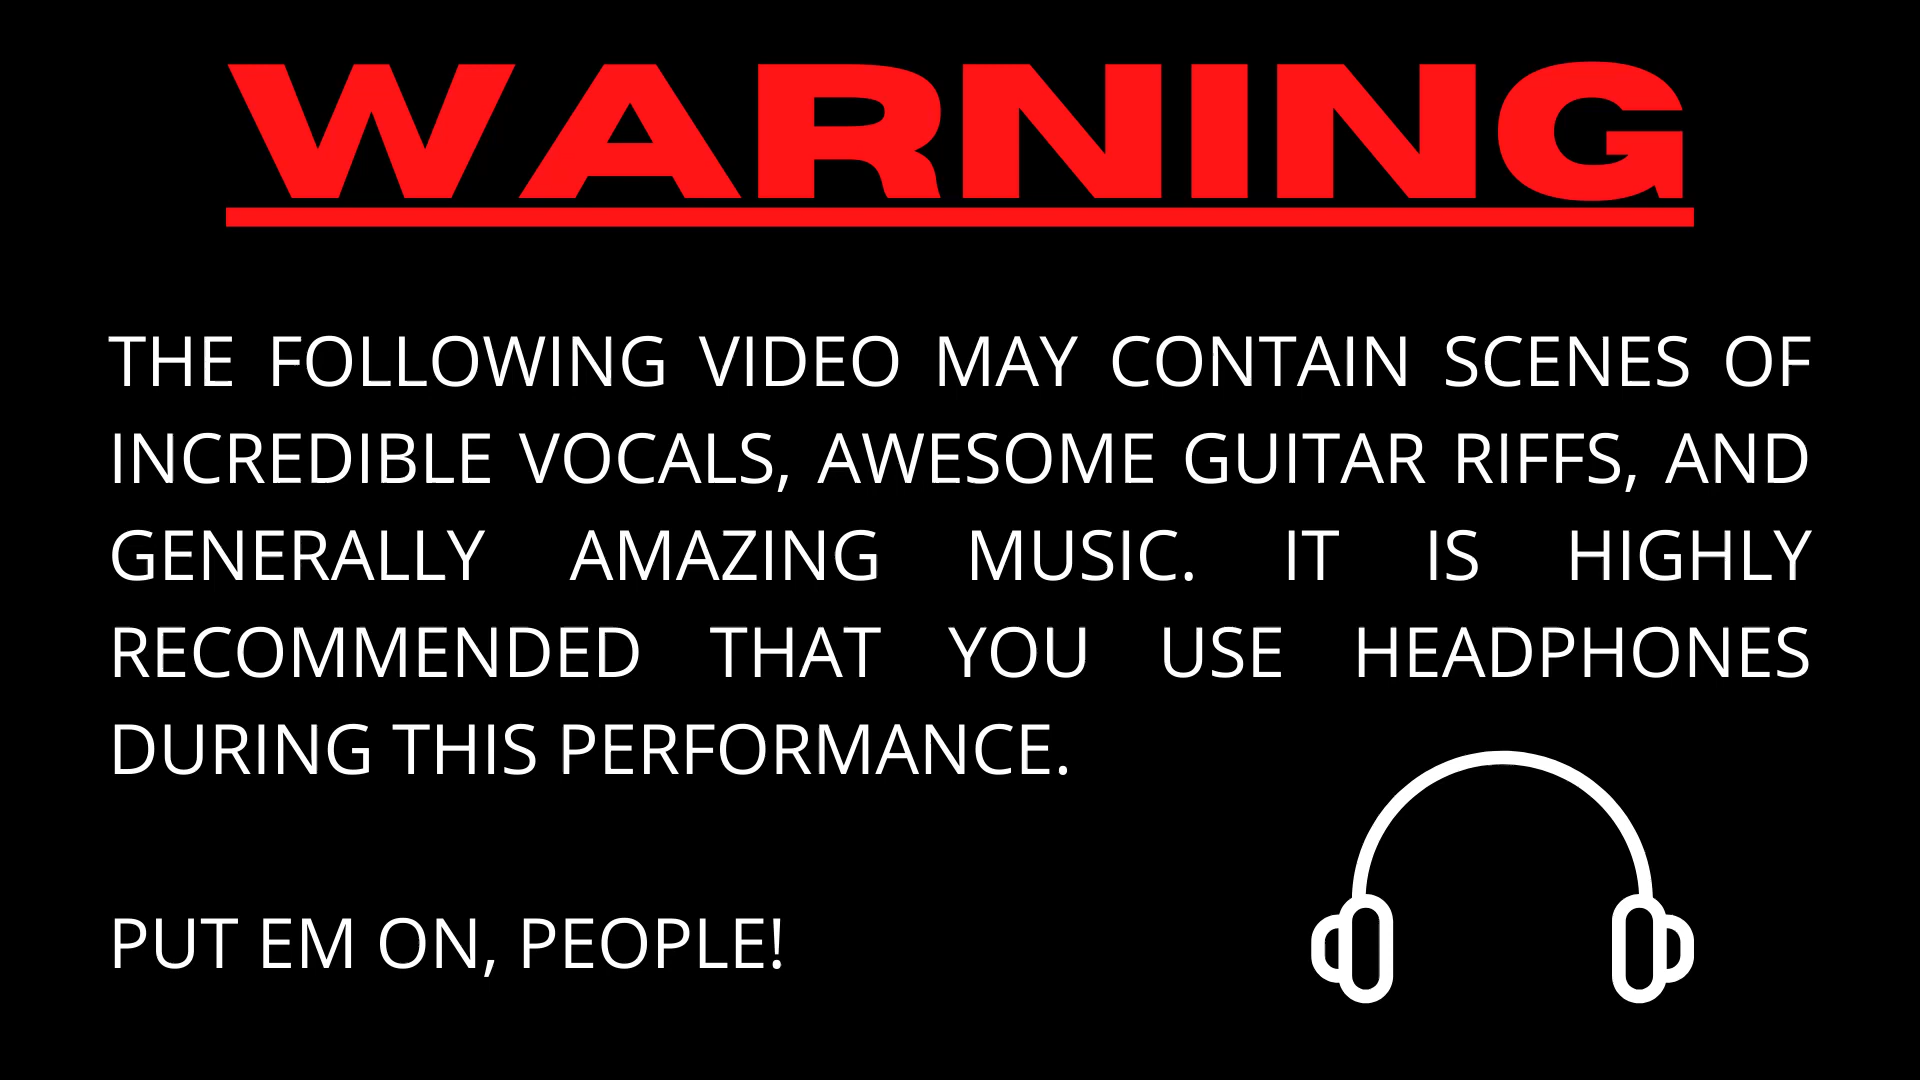 WARNING
THE FOLLOWING VIDEO MAY CONTAIN SCENES OF
INCREDIBLE VOCALS, AWESOME GUITAR RIFFS, AND
GENERALLY AMAZING MUSIC. IT IS HIGHLY
RECOMMENDED THAT YOU USE HEADPHONES
DURING THIS PERFORMANCE.
PUT EM ON, PEOPLE!